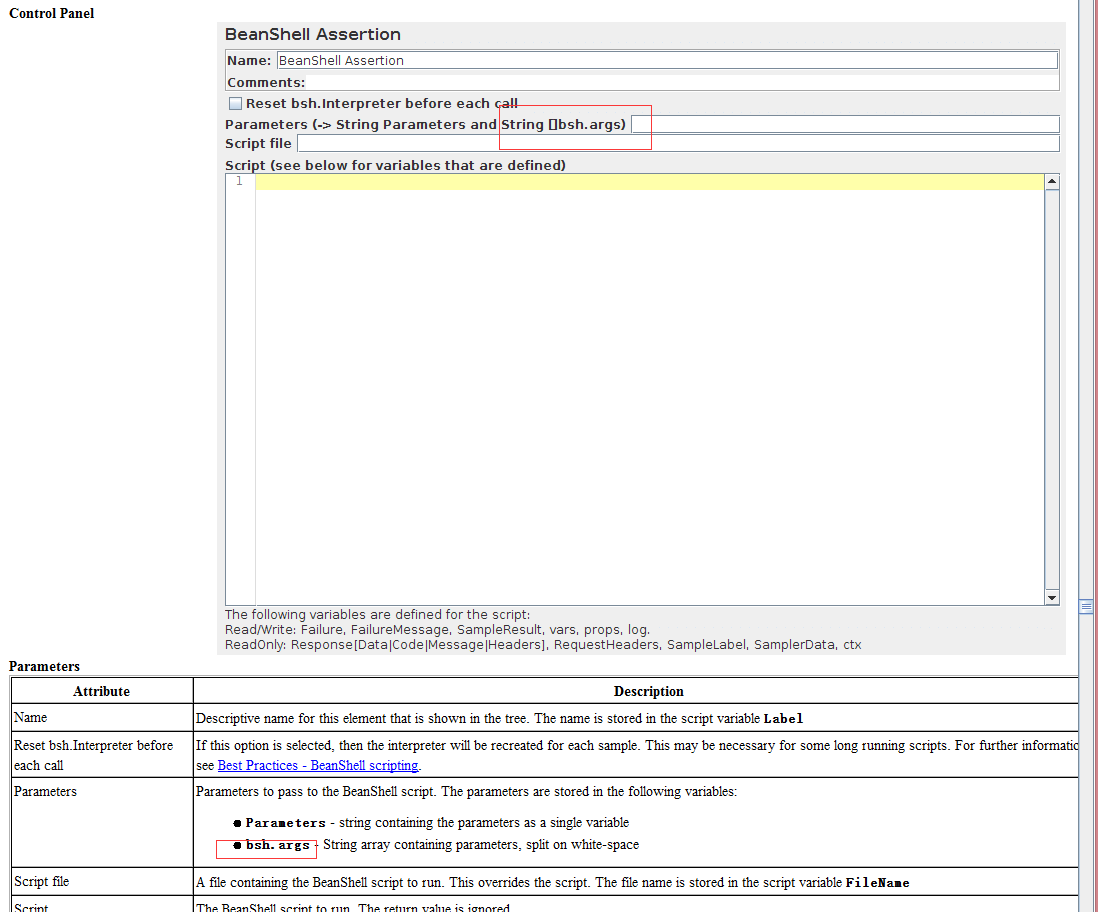 Control Panel
BeanShell Assertion
Name: BeanShell Assertion
Comments:
Reset bsh.Interpreter before each call
Parameters (-> String Parameters and String []bsh.args)
Script file
Script (see below for variables that are defined)
1
The following variables are defined for the script:
Read/Write: Failure, FailureMessage, SampleResult, vars, props, log.
ReadOnly: Response[Data|Code|Message|Headers], RequestHeaders, SampleLabel, SamplerData, ctx
Parameters
Attribute Description
Name Descriptive name for this element that is shown in the tree. The name is stored in the script variable Label
Reset bsh.Interpreter before If this option is selected, then the interpreter will be recreated for each sample. This may be necessary for some long running scripts. For further informatic
each call see Best Practices - BeanShell scripting.
Parameters Parameters to pass to the BeanShell script. The parameters are stored in the following variables:
● Parameters - string containing the parameters as a single variable
● bsh.args - String array containing parameters, split on white-space
Script file A file containing the BeanShell script to run. This overrides the script. The file name is stored in the script variable FileName
Script The BeanShell script to run. The return value is ignored.